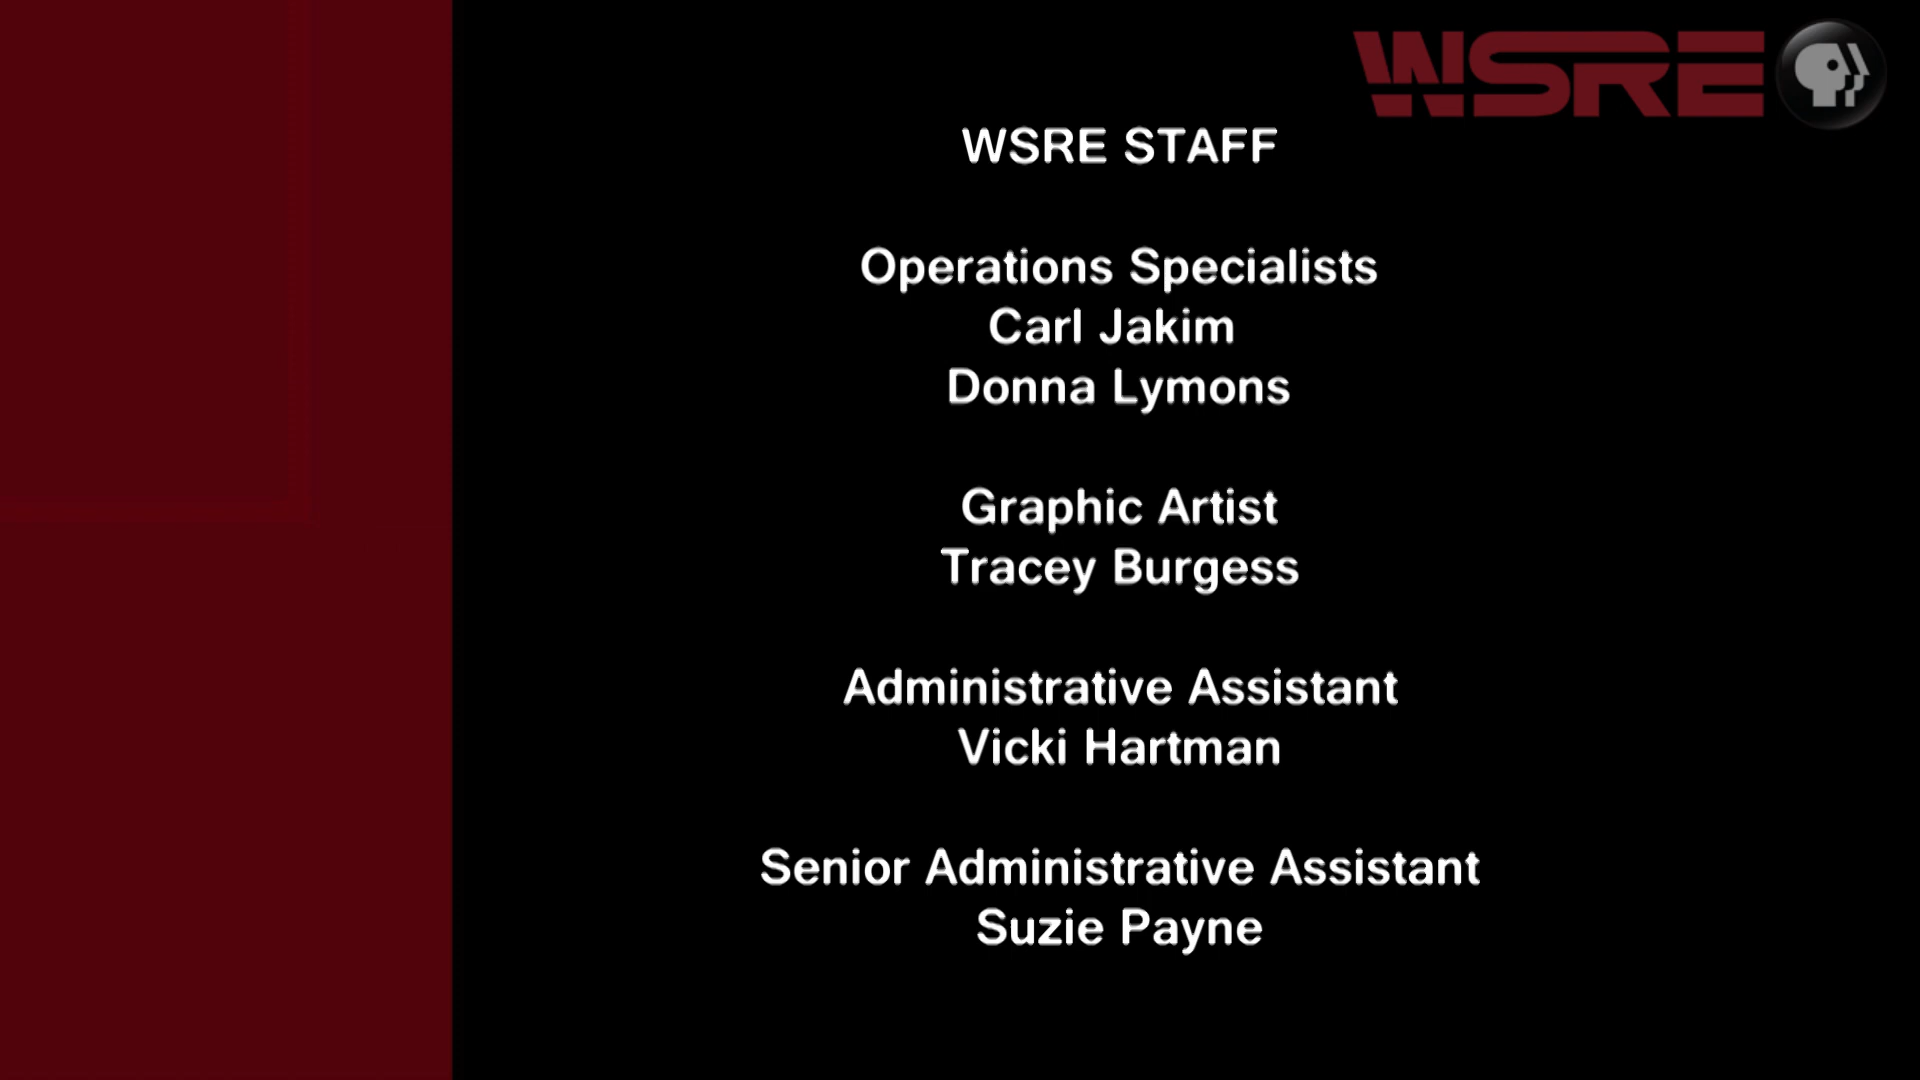 WSRE
WSRE STAFF
Operations Specialists
Carl Jakim
Donna Lymons
Graphic Artist
Tracey Burgess
Administrative Assistant
Vicki Hartman
Senior Administrative Assistant
Suzie Payne